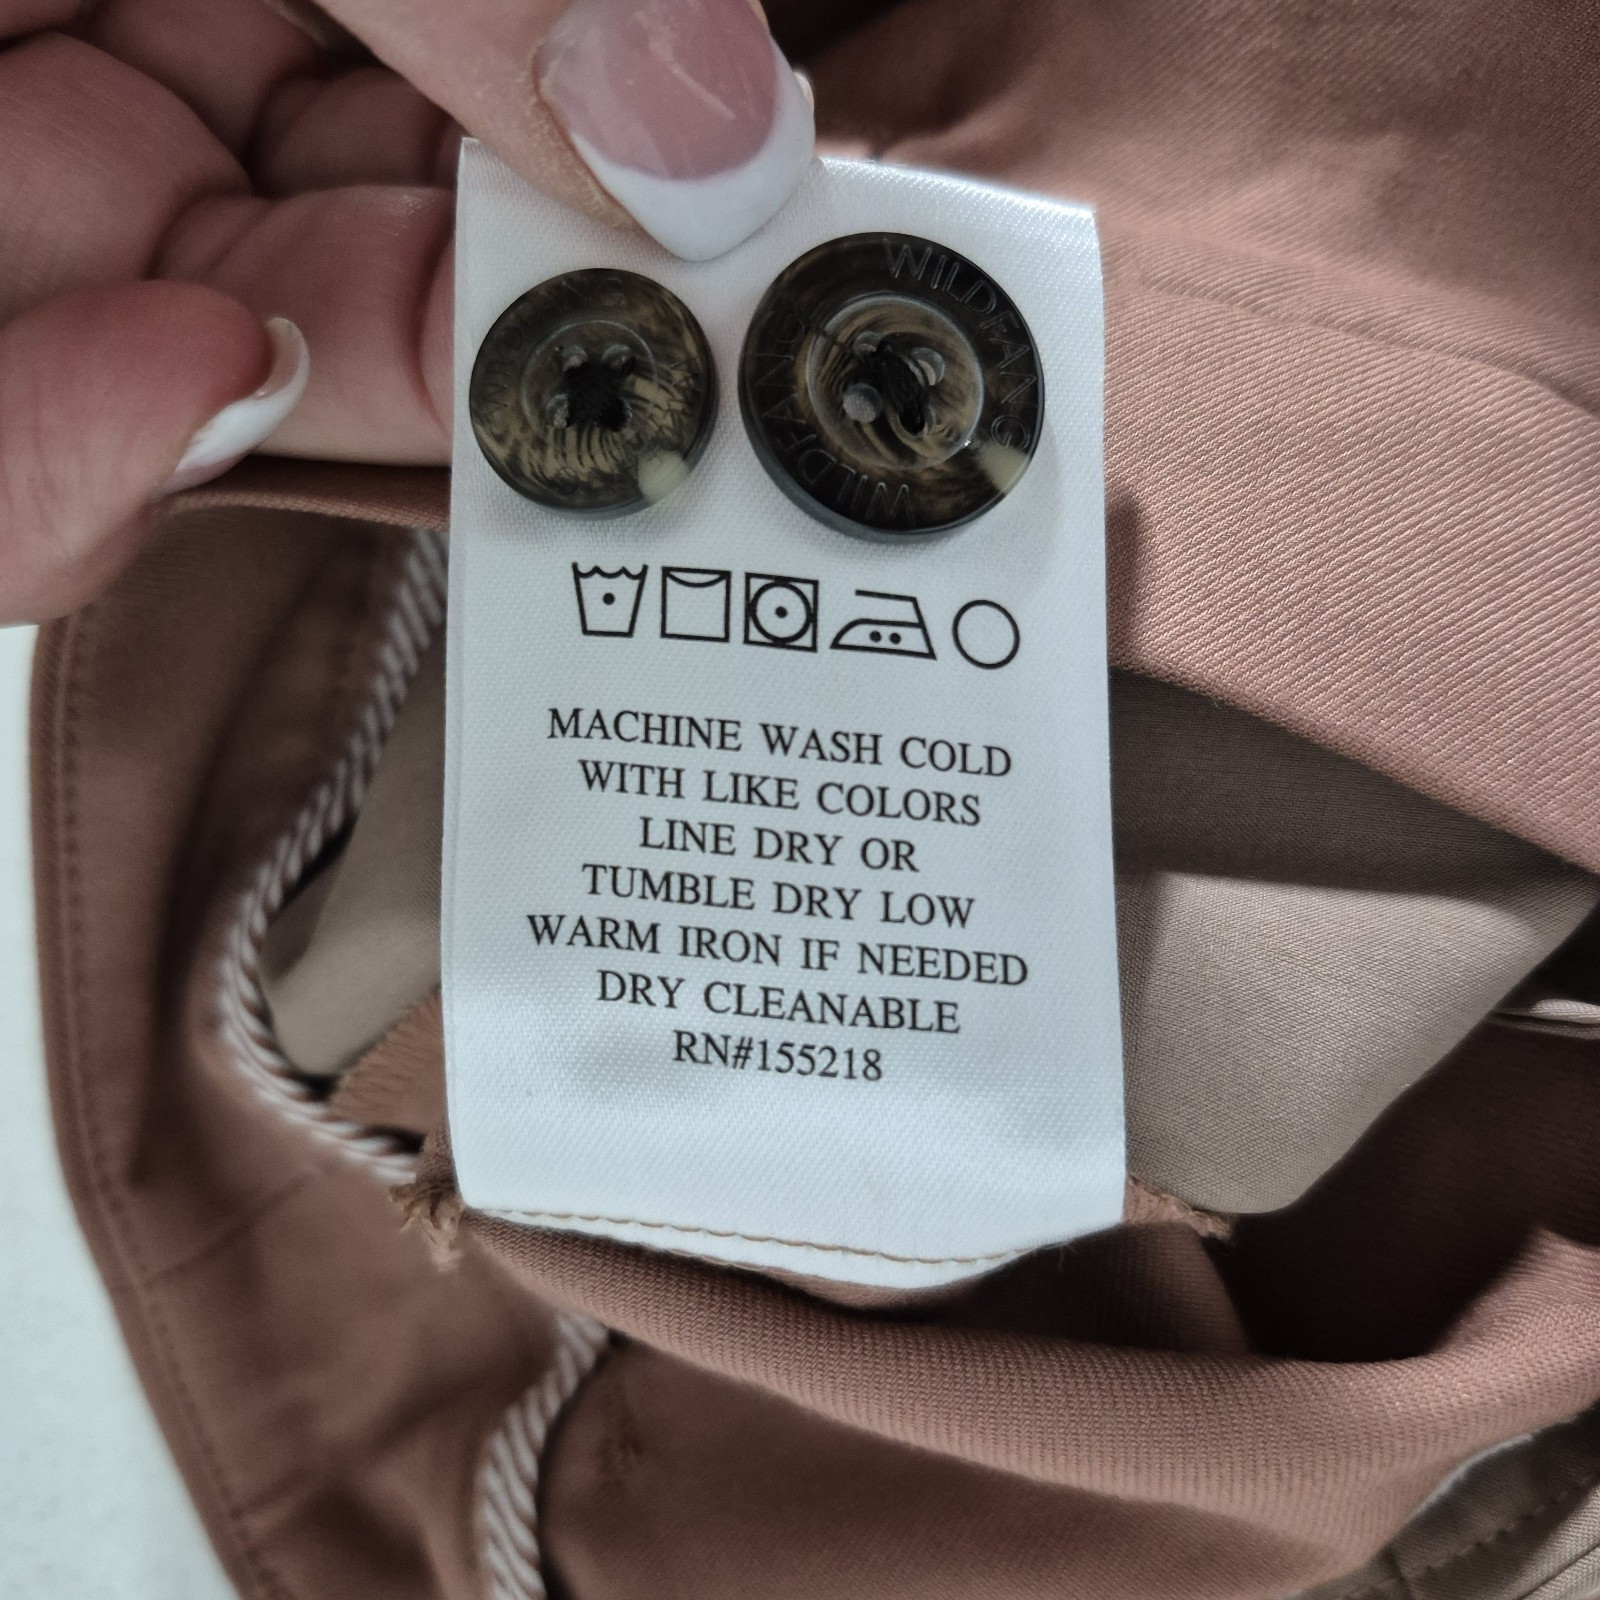 WILDFANG
WILDFANG
WILDFANG
MACHINE WASH COLD
WITH LIKE COLORS
LINE DRY OR
TUMBLE DRY LOW
WARM IRON IF NEEDED
DRY CLEANABLE
RN#155218